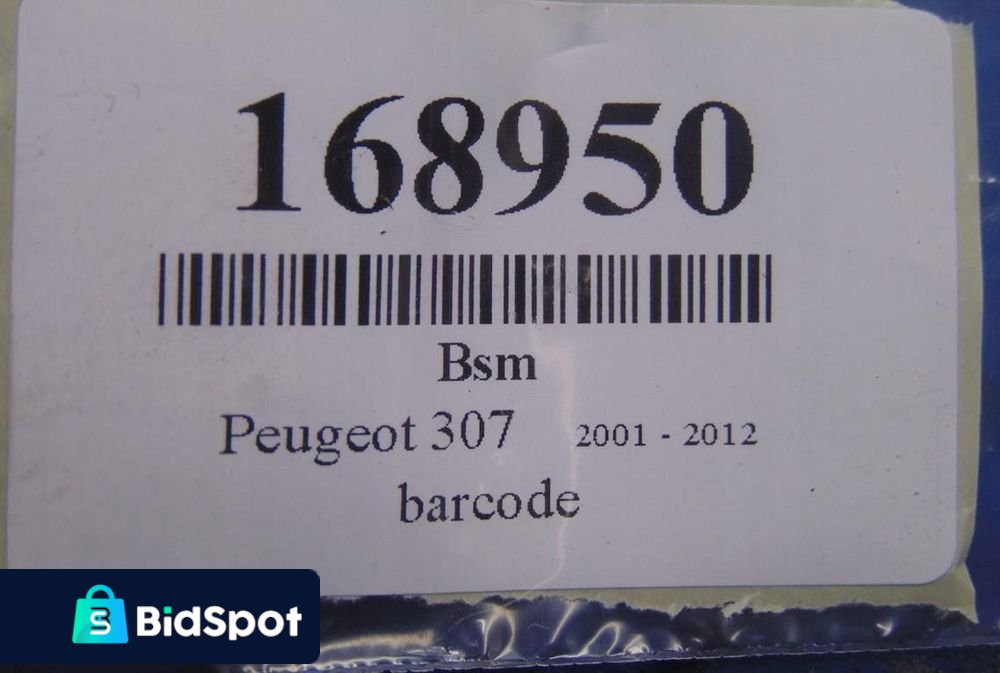 168950
Bsm
Peugeot 307 2001 - 2012
barcode
BidSpot